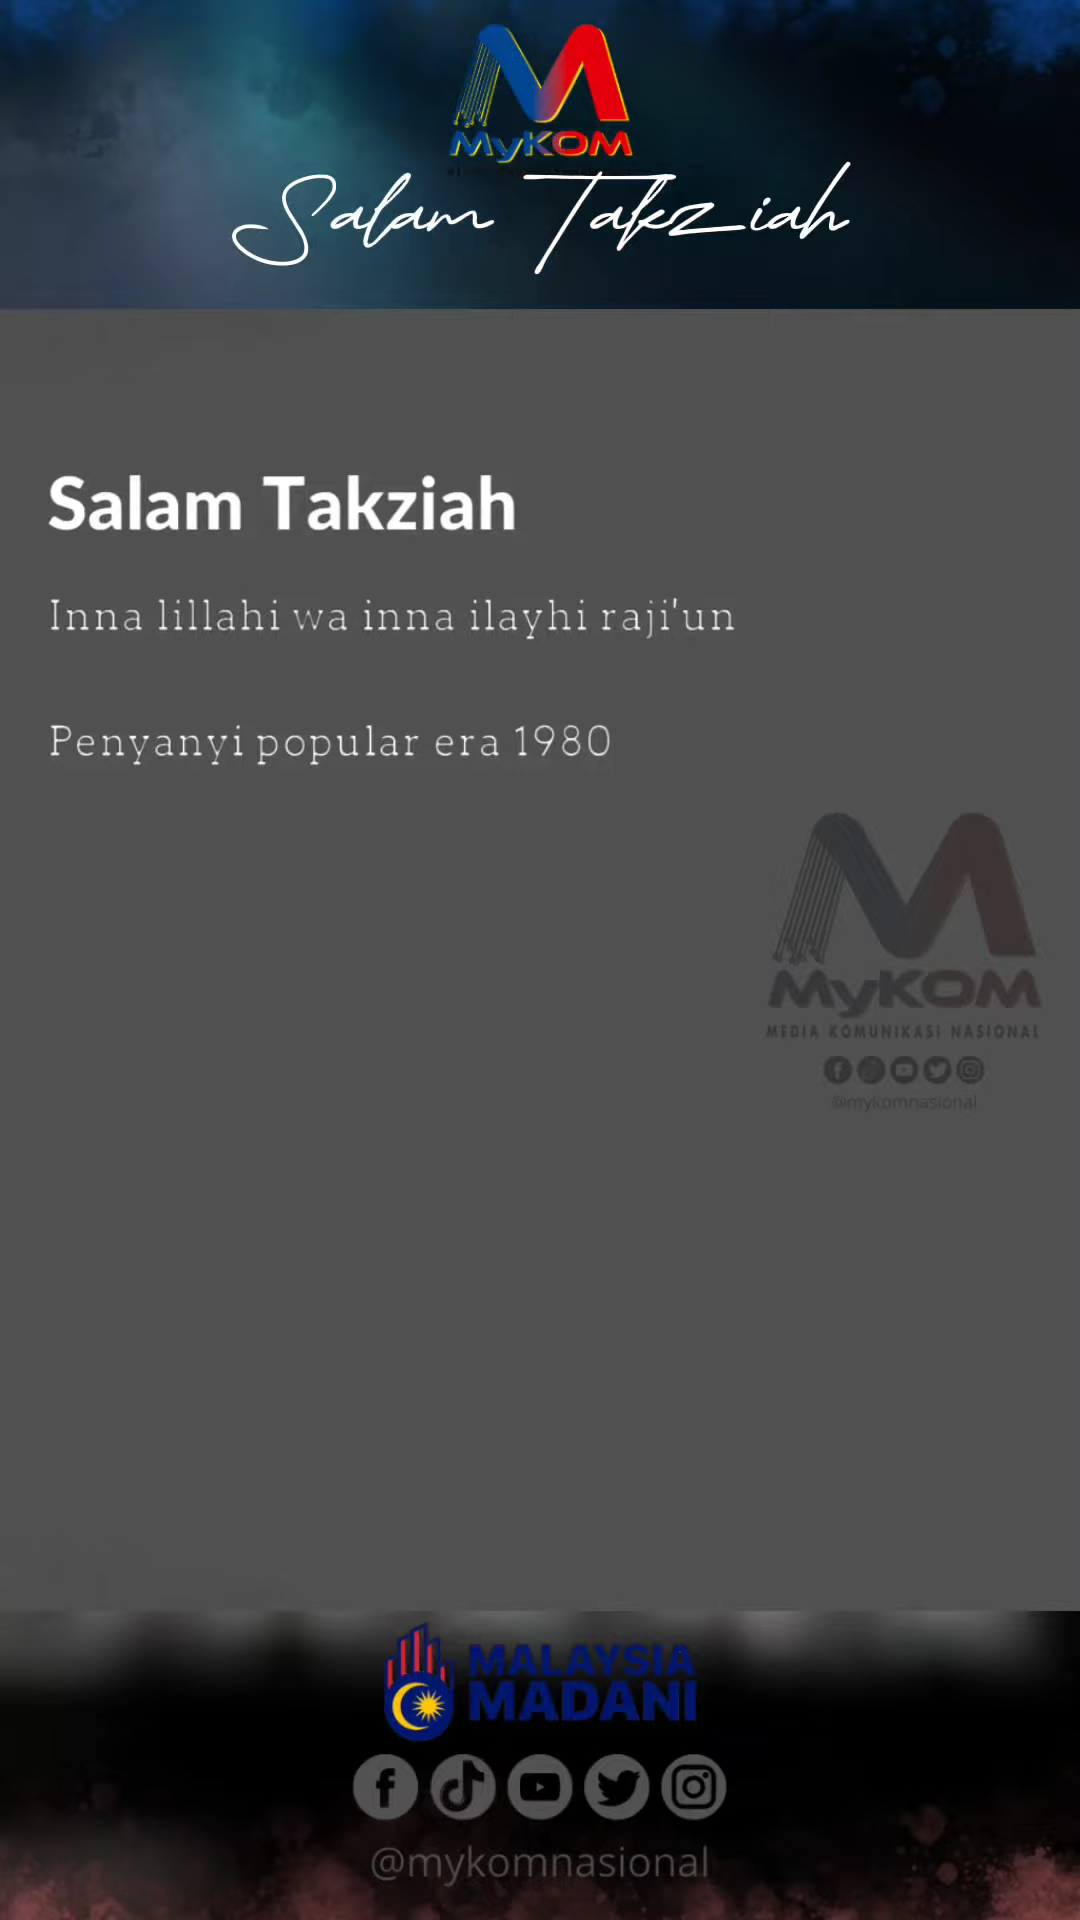 MyKOM
Salam Takziah
Salam Takziah
Inna lillahi wa inna ilayhi raji'un
Penyanyi popular era 1980
MyKOM
MEDIA KOMUNIKASI NASIONAL
@mykomnasional
MALAYSIA
MADANI
@mykomnasional